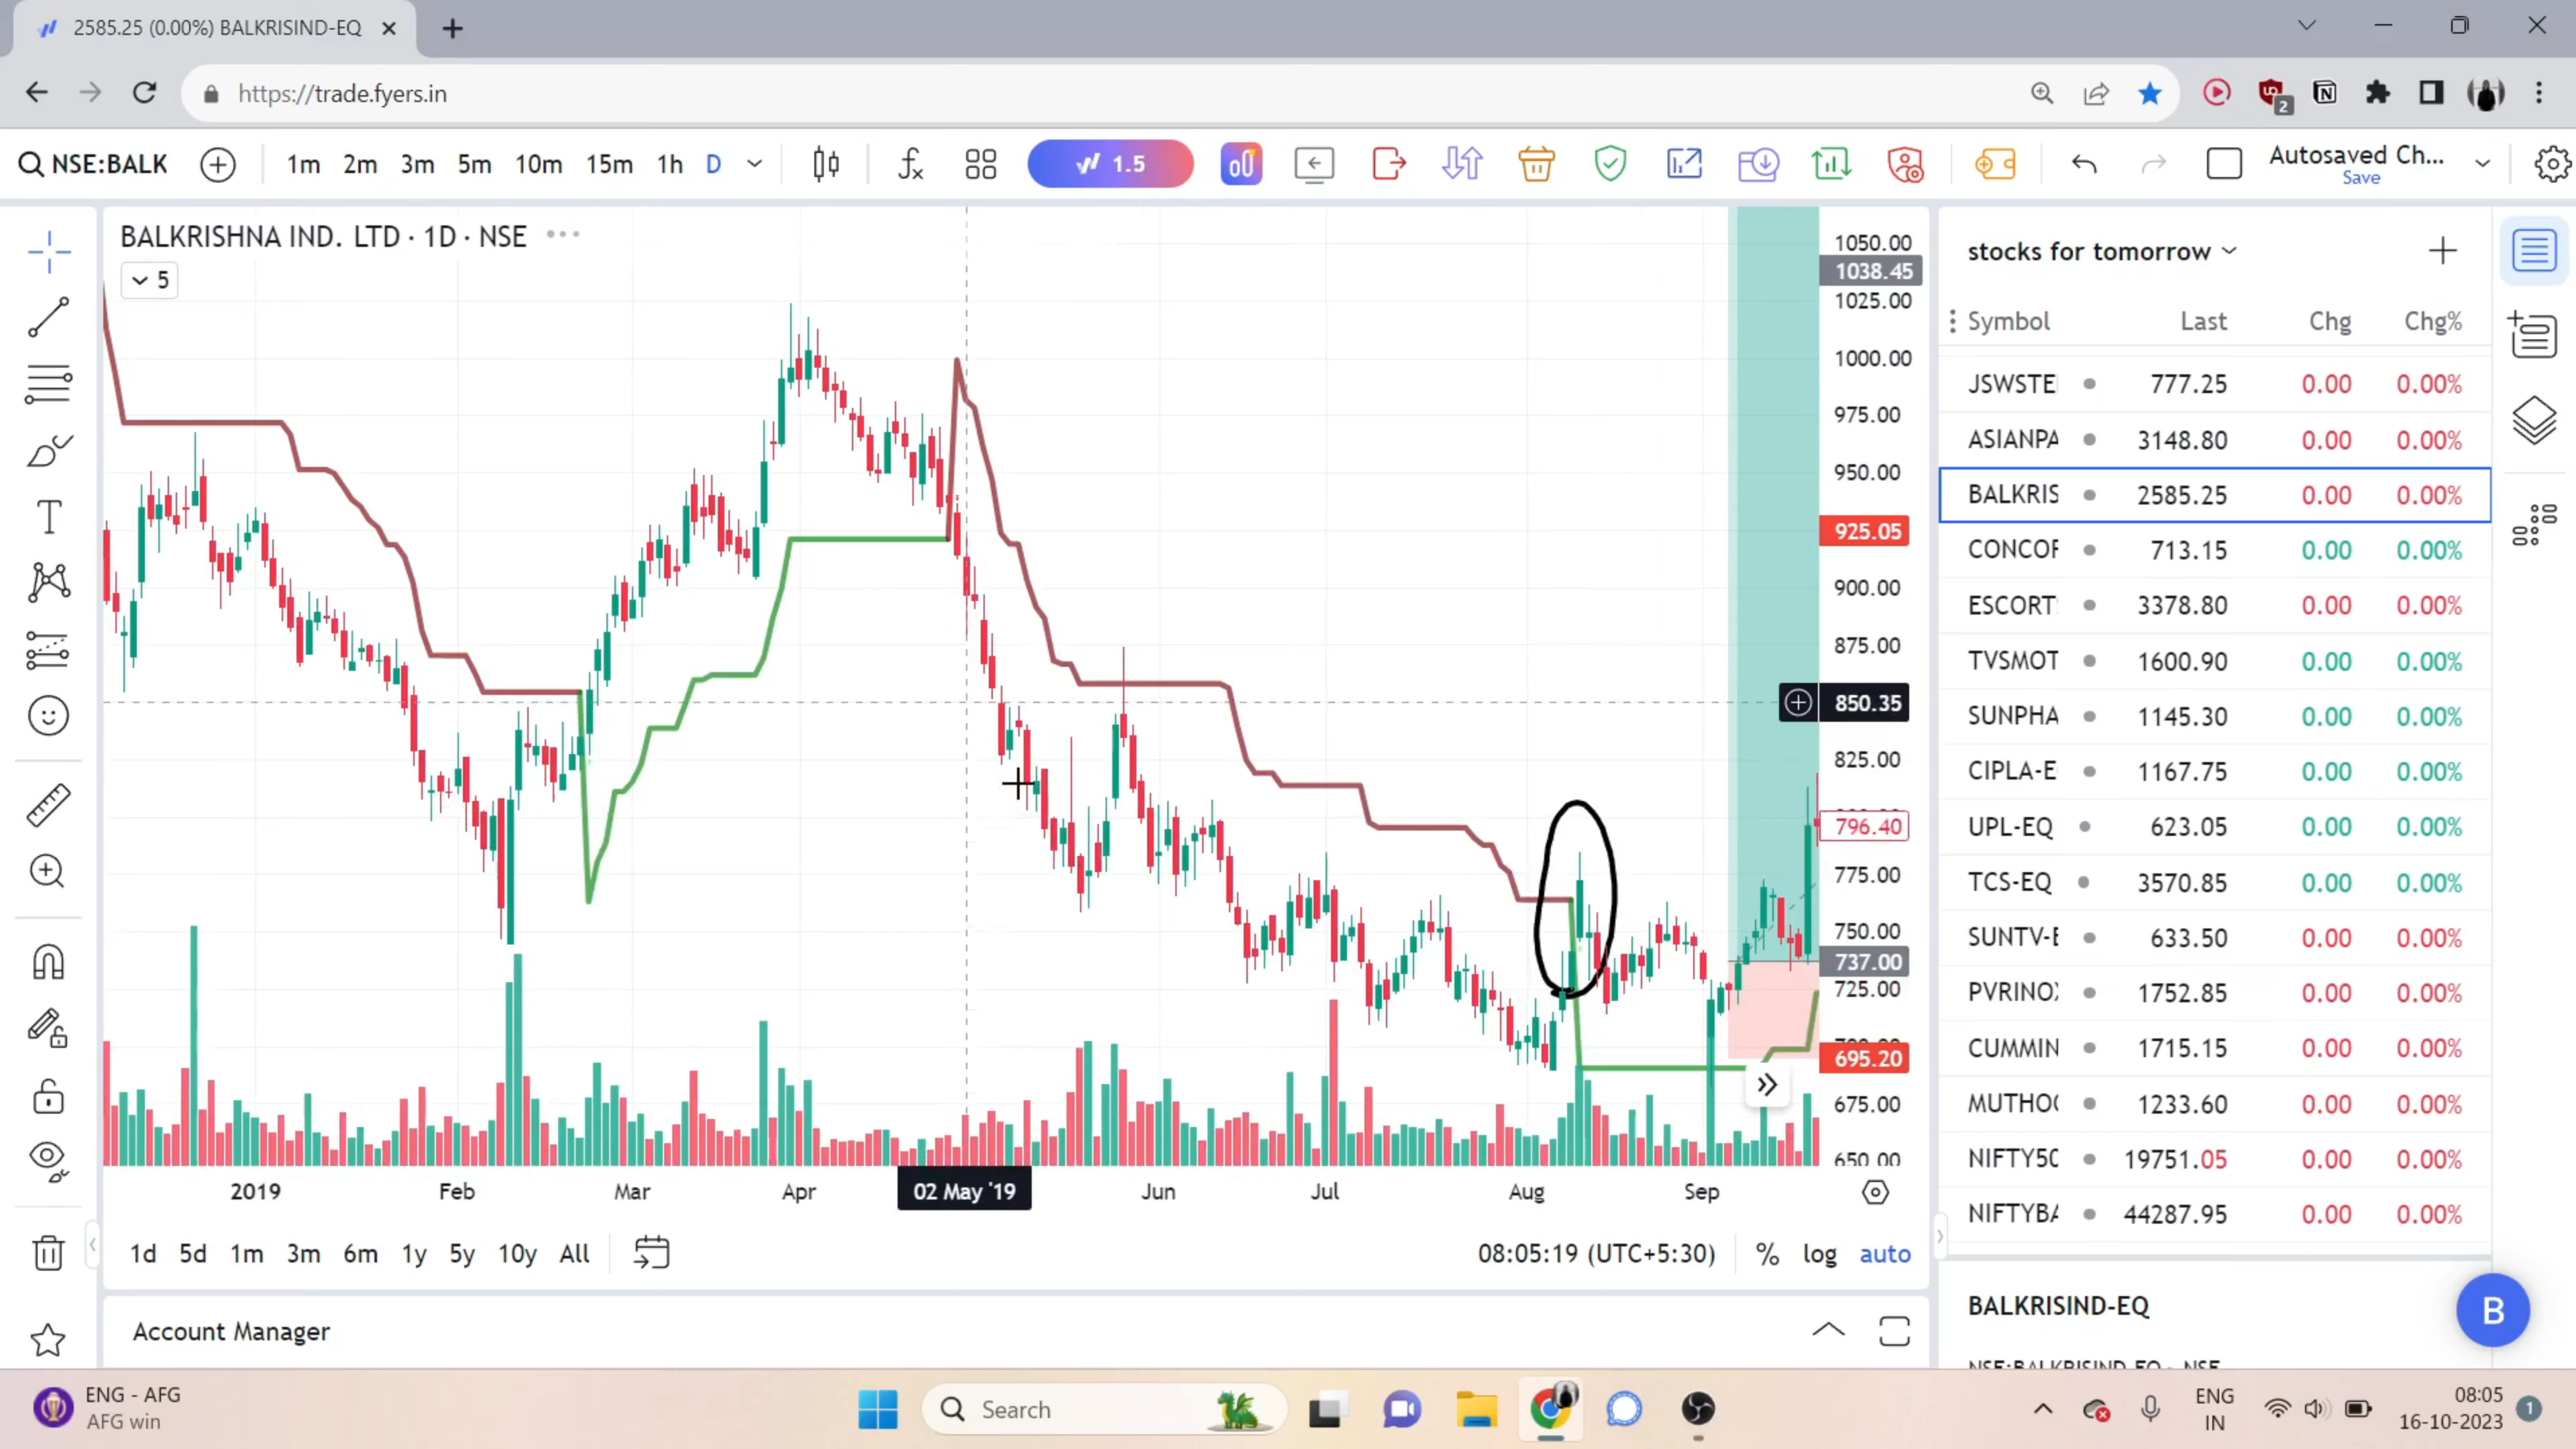 2585.25 (0.00%) BALKRISIND-EQ
https://trade.fyers.in
2
NSE:BALK 1m 2m 3m 5m 10m 15m 1h D 1.5 Autosaved Ch...
Save
BALKRISHNA IND. LTD · 1D · NSE
5
1050.00
1038.45
1025.00
1000.00
975.00
950.00
925.05
900.00
875.00
850.35
825.00
796.40
775.00
750.00
737.00
725.00
695.20
675.00
650.00
2019 Feb Mar Apr 02 May '19 Jun Jul Aug Sep
1d 5d 1m 3m 6m 1y 5y 10y All 08:05:19 (UTC+5:30) % log auto
Account Manager
stocks for tomorrow
Symbol Last Chg Chg%
JSWSTE 777.25 0.00 0.00%
ASIANPA 3148.80 0.00 0.00%
BALKRIS 2585.25 0.00 0.00%
CONCOR 713.15 0.00 0.00%
ESCORT 3378.80 0.00 0.00%
TVSMOT 1600.90 0.00 0.00%
SUNPHA 1145.30 0.00 0.00%
CIPLA-E 1167.75 0.00 0.00%
UPL-EQ 623.05 0.00 0.00%
TCS-EQ 3570.85 0.00 0.00%
SUNTV-E 633.50 0.00 0.00%
PVRINOX 1752.85 0.00 0.00%
CUMMIN 1715.15 0.00 0.00%
MUTHOO 1233.60 0.00 0.00%
NIFTY50 19751.05 0.00 0.00%
NIFTYBA 44287.95 0.00 0.00%
BALKRISIND-EQ
B
NSE:BALKRISIND-EQ - NSE
ENG - AFG
AFG win
Search
ENG
IN
08:05
16-10-2023
1